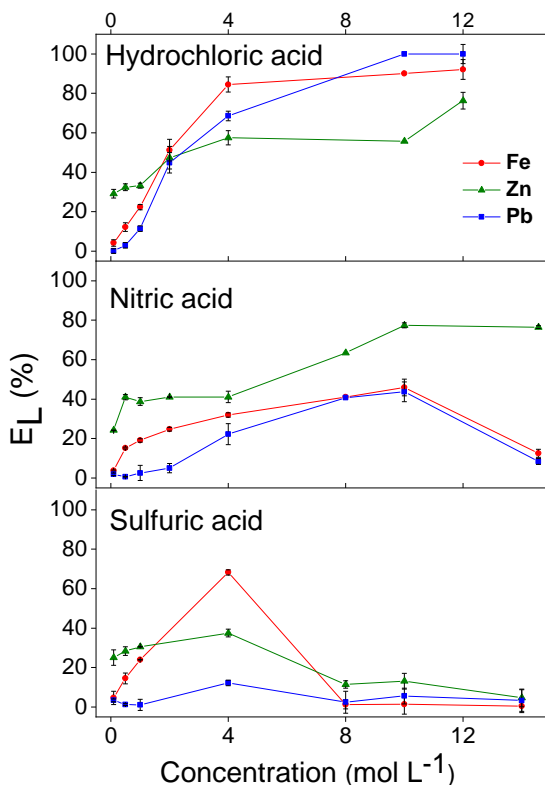 0 4 8 12
100
80
60
40
20
0
Hydrochloric acid
Fe
Zn
Pb
100
80
60
40
20
0
Nitric acid
E_L (%)
100
80
60
40
20
0
Sulfuric acid
0 4 8 12
Concentration (mol L⁻¹)